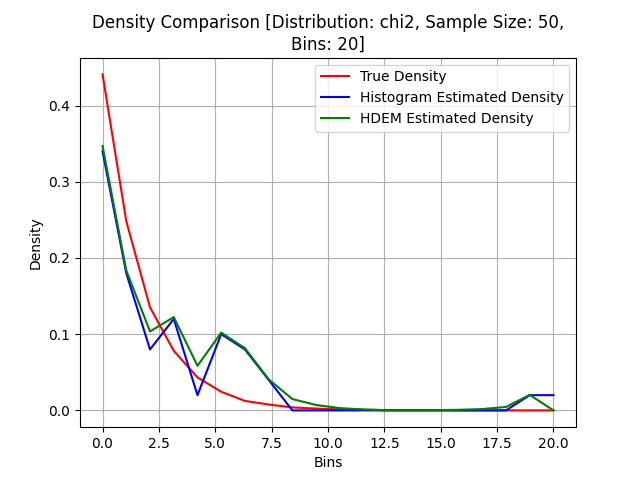 Density Comparison [Distribution: chi2, Sample Size: 50,
Bins: 20]
True Density
Histogram Estimated Density
HDEM Estimated Density
Density
0.4
0.3
0.2
0.1
0.0
0.0 2.5 5.0 7.5 10.0 12.5 15.0 17.5 20.0
Bins